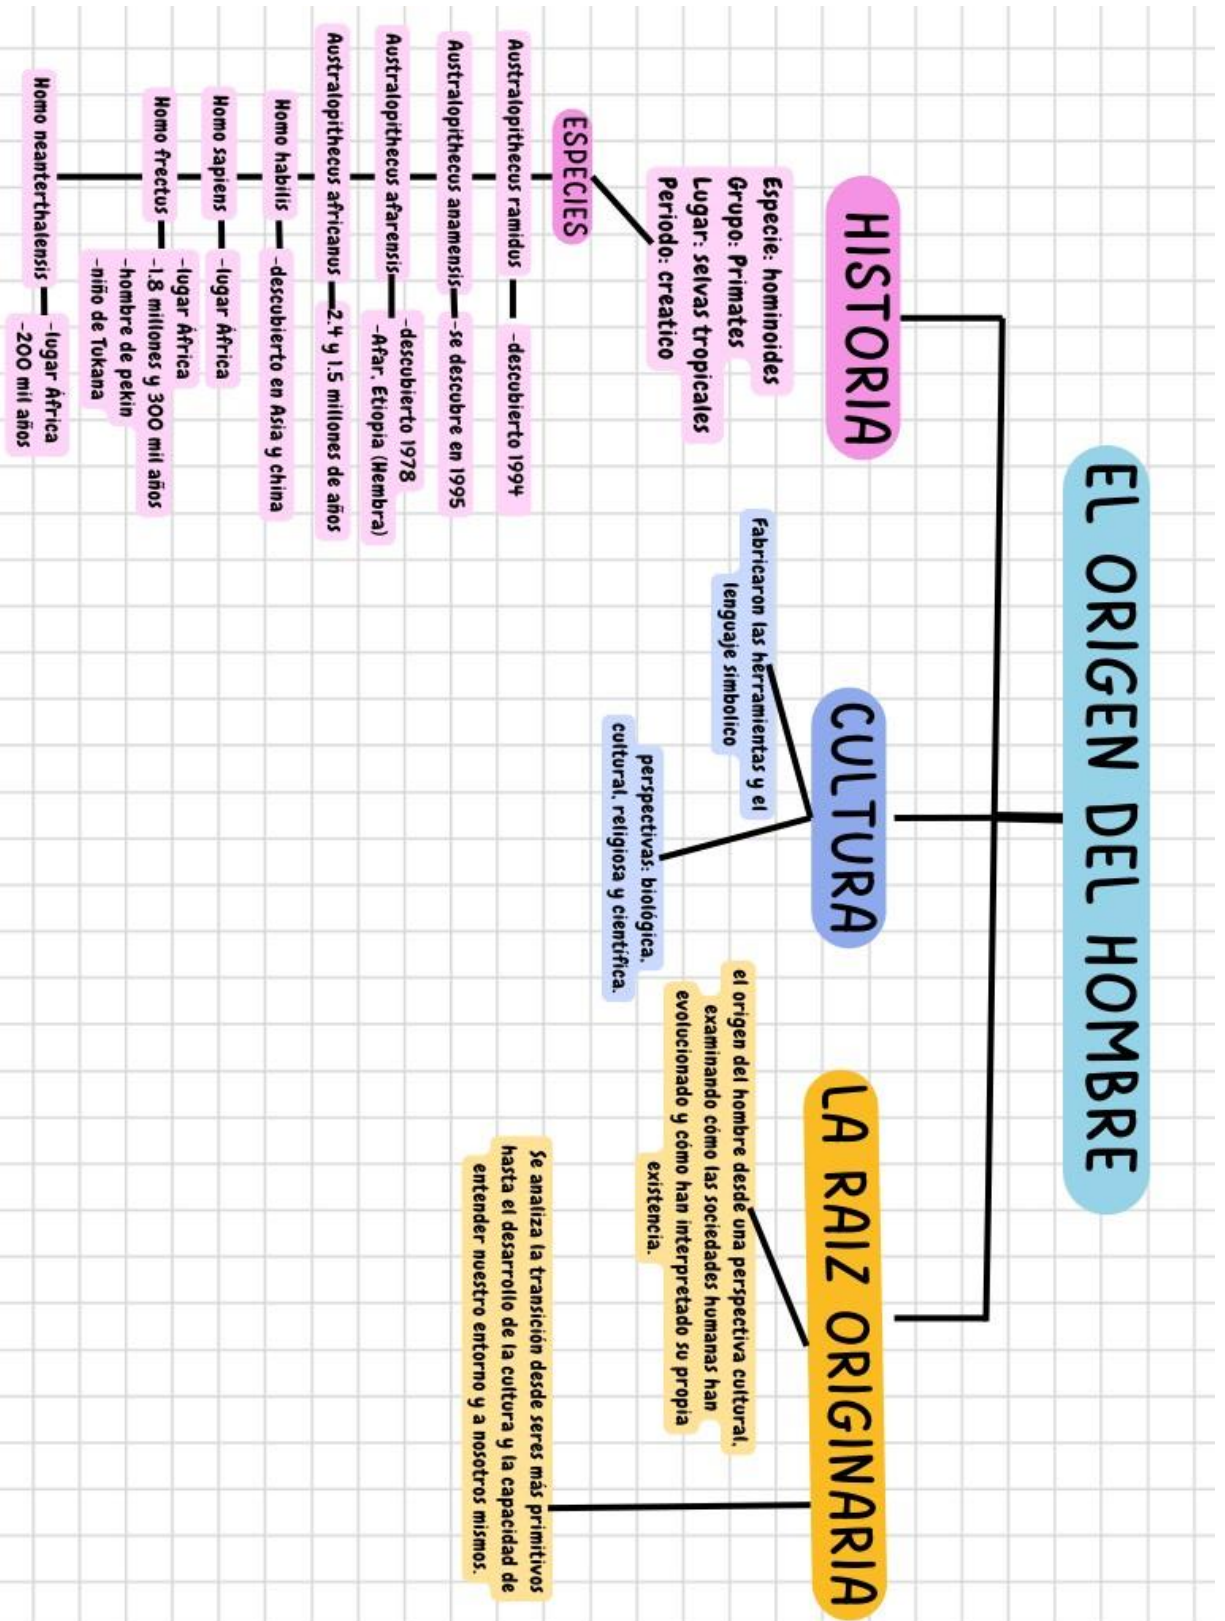 EL ORIGEN DEL HOMBRE
HISTORIA
Especie: hominoides
Grupo: Primates
Lugar: selvas tropicales
Periodo: creatico
ESPECIES
Australopithecus ramidus
-descubierto 1994
Australopithecus anamensis
-se descubre en 1995
Australopithecus afarensis
-descubierto 1978
-Afar, Etiopia (Hembra)
Australopithecus africanus
2.4 y 1.5 millones de años
Homo habilis
-descubierto en Asia y china
Homo sapiens
-lugar África
Homo frectus
-lugar África
-1.8 millones y 300 mil años
-hombre de pekin
-niño de Tukana
Homo neanterthalensis
-lugar África
-200 mil años
CULTURA
Fabricaron las herramientas y el
lenguaje simbolico
perspectivas: biológica,
cultural, religiosa y científica.
LA RAIZ ORIGINARIA
el origen del hombre desde una perspectiva cultural,
examinando cómo las sociedades humanas han
evolucionado y cómo han interpretado su propia
existencia.
Se analiza la transición desde seres más primitivos
hasta el desarrollo de la cultura y la capacidad de
entender nuestro entorno y a nosotros mismos.